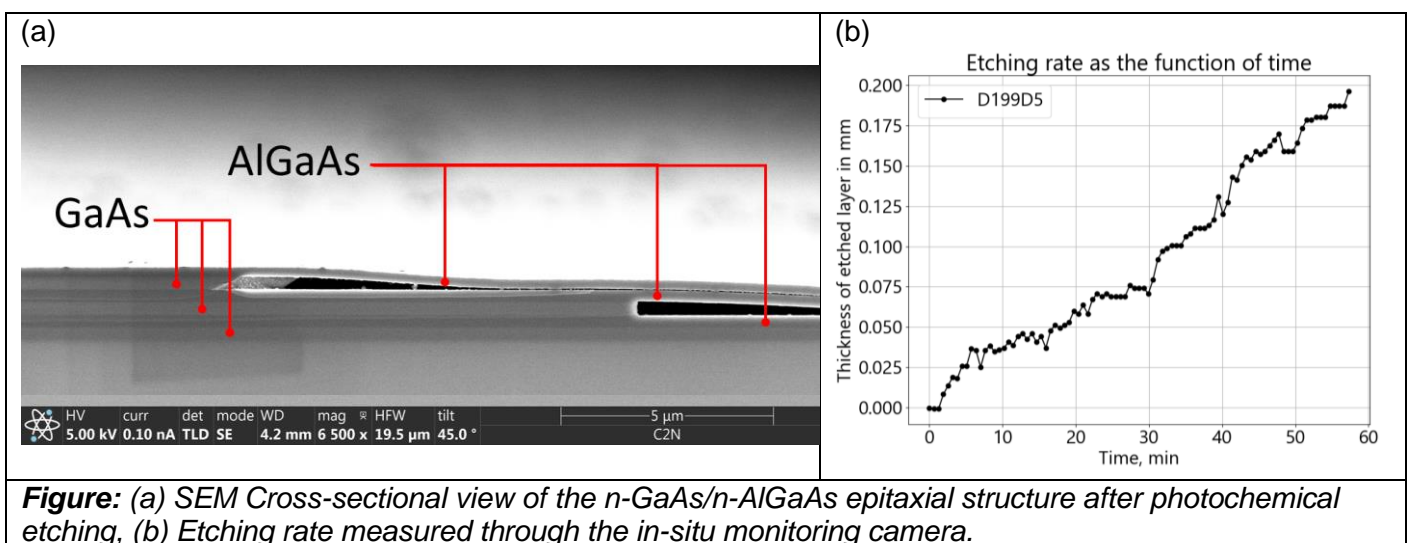 (a)
AlGaAs
GaAs
HV curr det mode WD mag HFW tilt
5.00 kV 0.10 nA TLD SE 4.2 mm 6 500 x 19.5 µm 45.0 °
5 µm
C2N
(b)
Etching rate as the function of time
D199D5
Thickness of etched layer in mm
0.200
0.175
0.150
0.125
0.100
0.075
0.050
0.025
0.000
0 10 20 30 40 50 60
Time, min
Figure: (a) SEM Cross-sectional view of the n-GaAs/n-AlGaAs epitaxial structure after photochemical
etching, (b) Etching rate measured through the in-situ monitoring camera.